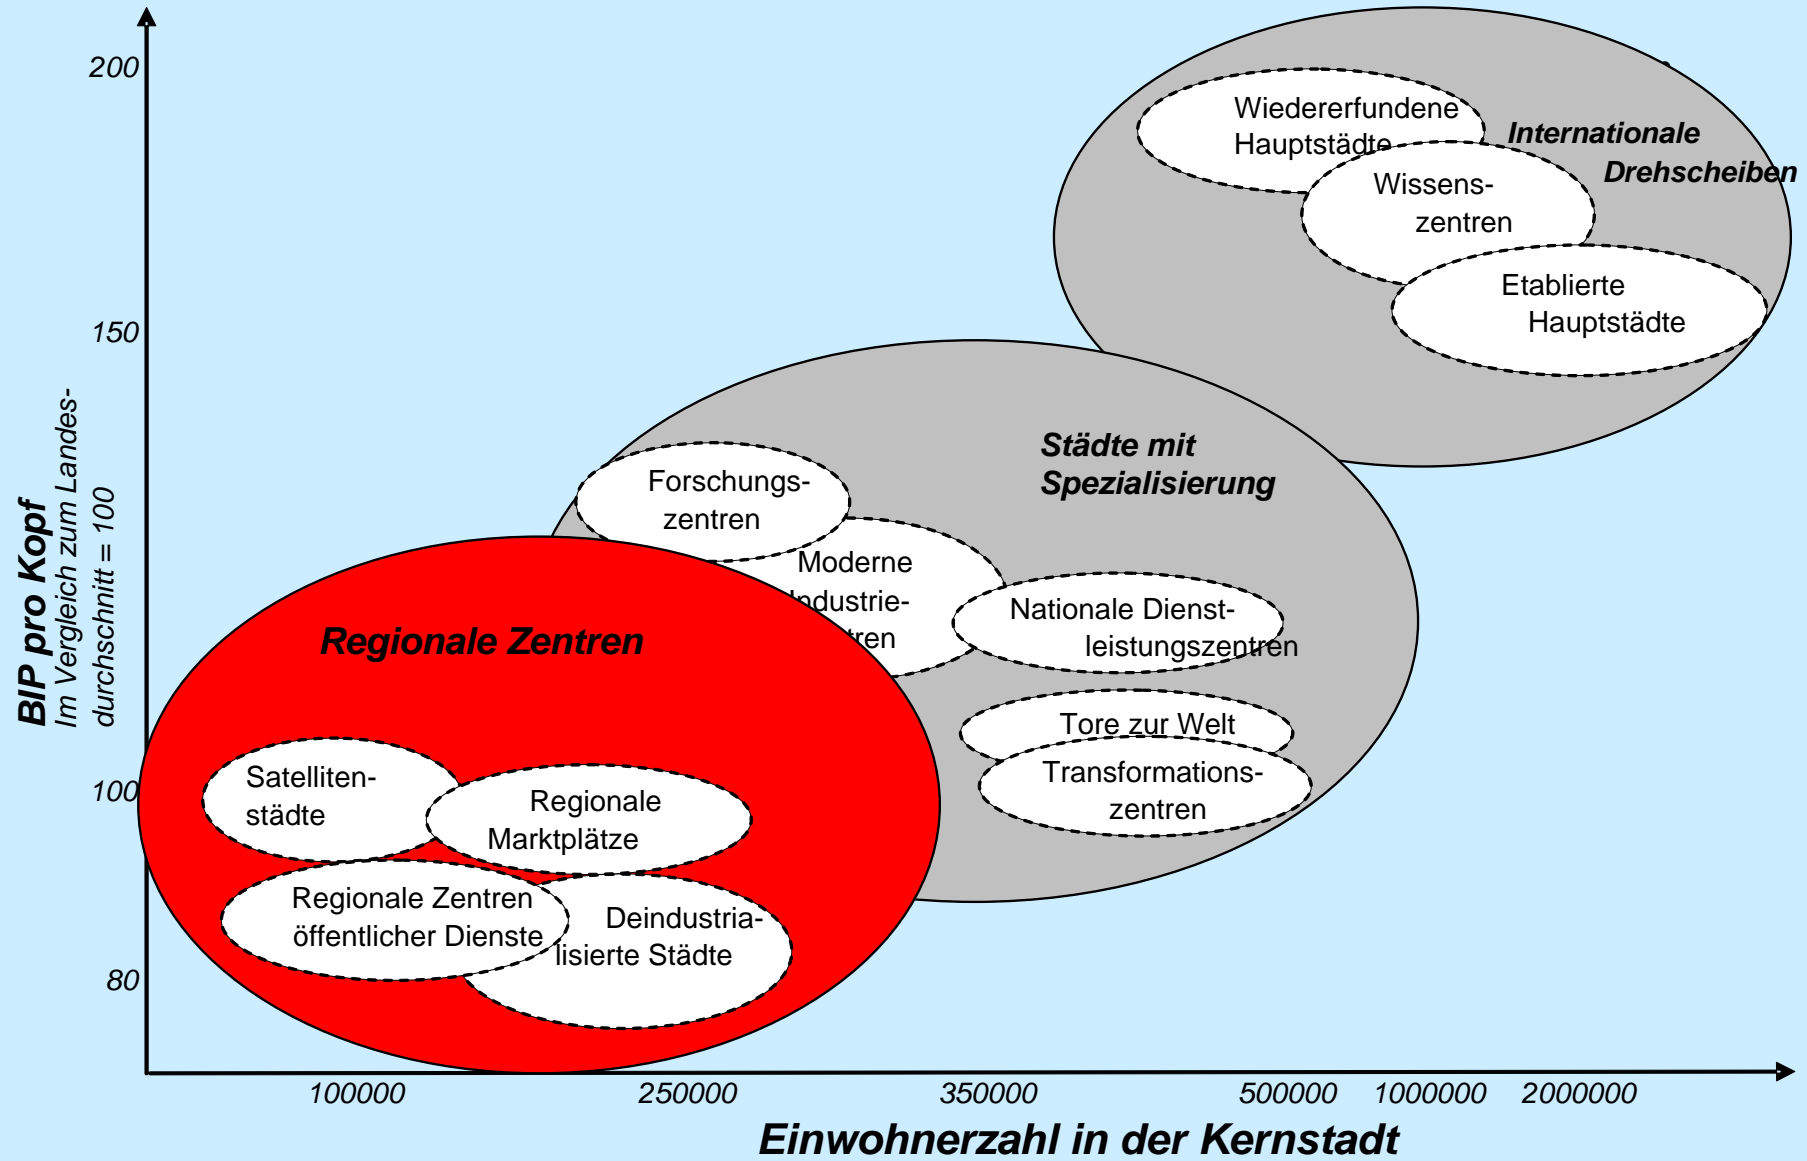 200
150
100
80
BIP pro Kopf
Im Vergleich zum Landes-
durchschnitt = 100
Wiedererfundene
Hauptstädte
Internationale
Drehscheiben
Wissens-
zentren
Etablierte
Hauptstädte
Städte mit
Spezialisierung
Forschungs-
zentren
Moderne
Industrie-
Nationale Dienst-
leistungszentren
Tore zur Welt
Transformations-
zentren
Regionale Zentren
Satelliten-
städte
Regionale
Marktplätze
Regionale Zentren
öffentlicher Dienste
Deindustria-
lisierte Städte
100000 250000 350000 500000 1000000 2000000
Einwohnerzahl in der Kernstadt